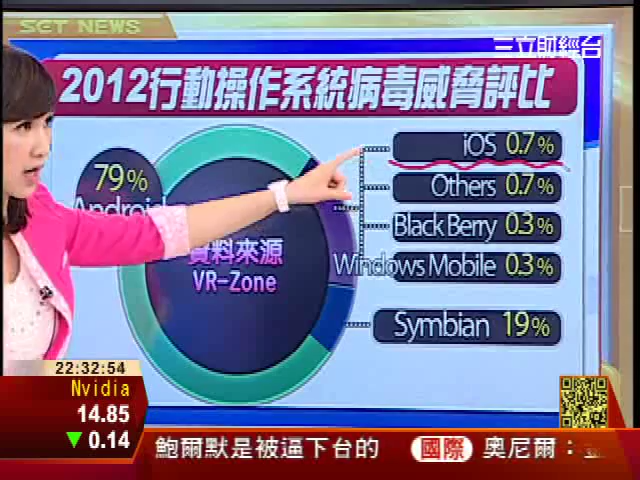 SET NEWS
三立財經台
2012行動操作系統病毒威脅評比
79%
Android
資料來源
VR-Zone
iOS 0.7%
Others 0.7%
Black Berry 0.3%
Windows Mobile 0.3%
Symbian 19%
22:32:54
Nvidia
14.85
▼0.14
鮑爾默是被逼下台的 國際 奧尼爾：